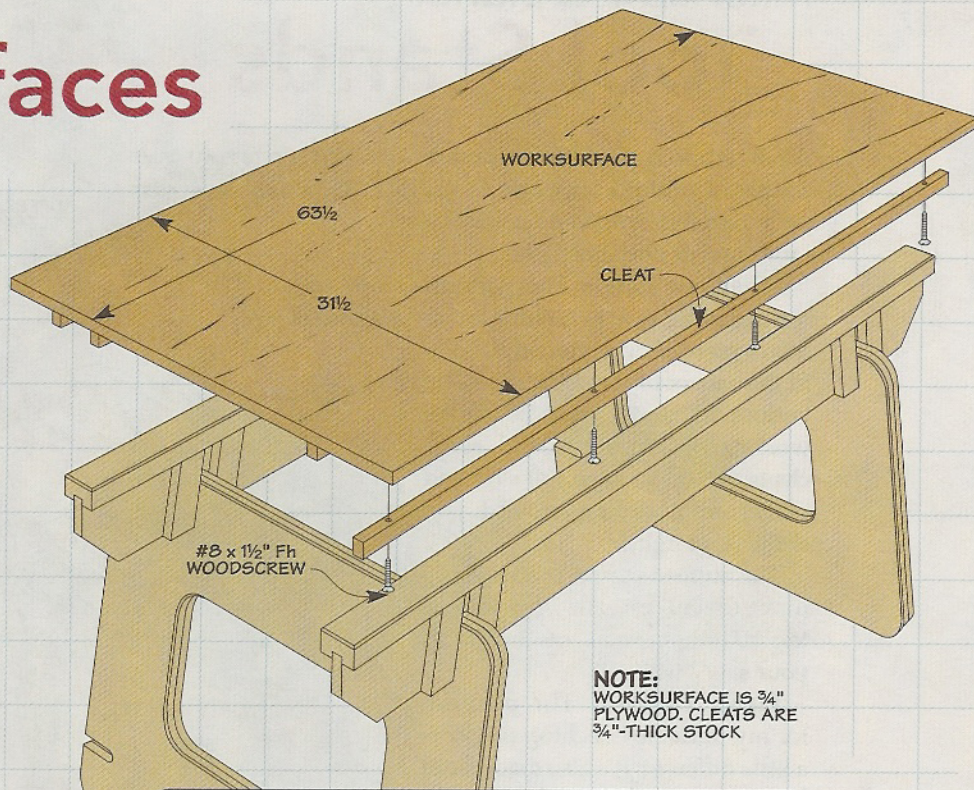 faces
WORKSURFACE
63½
CLEAT
31½
#8 x 1½" Fh
WOODSCREW
NOTE:
WORKSURFACE IS ¾"
PLYWOOD. CLEATS ARE
¾"-THICK STOCK